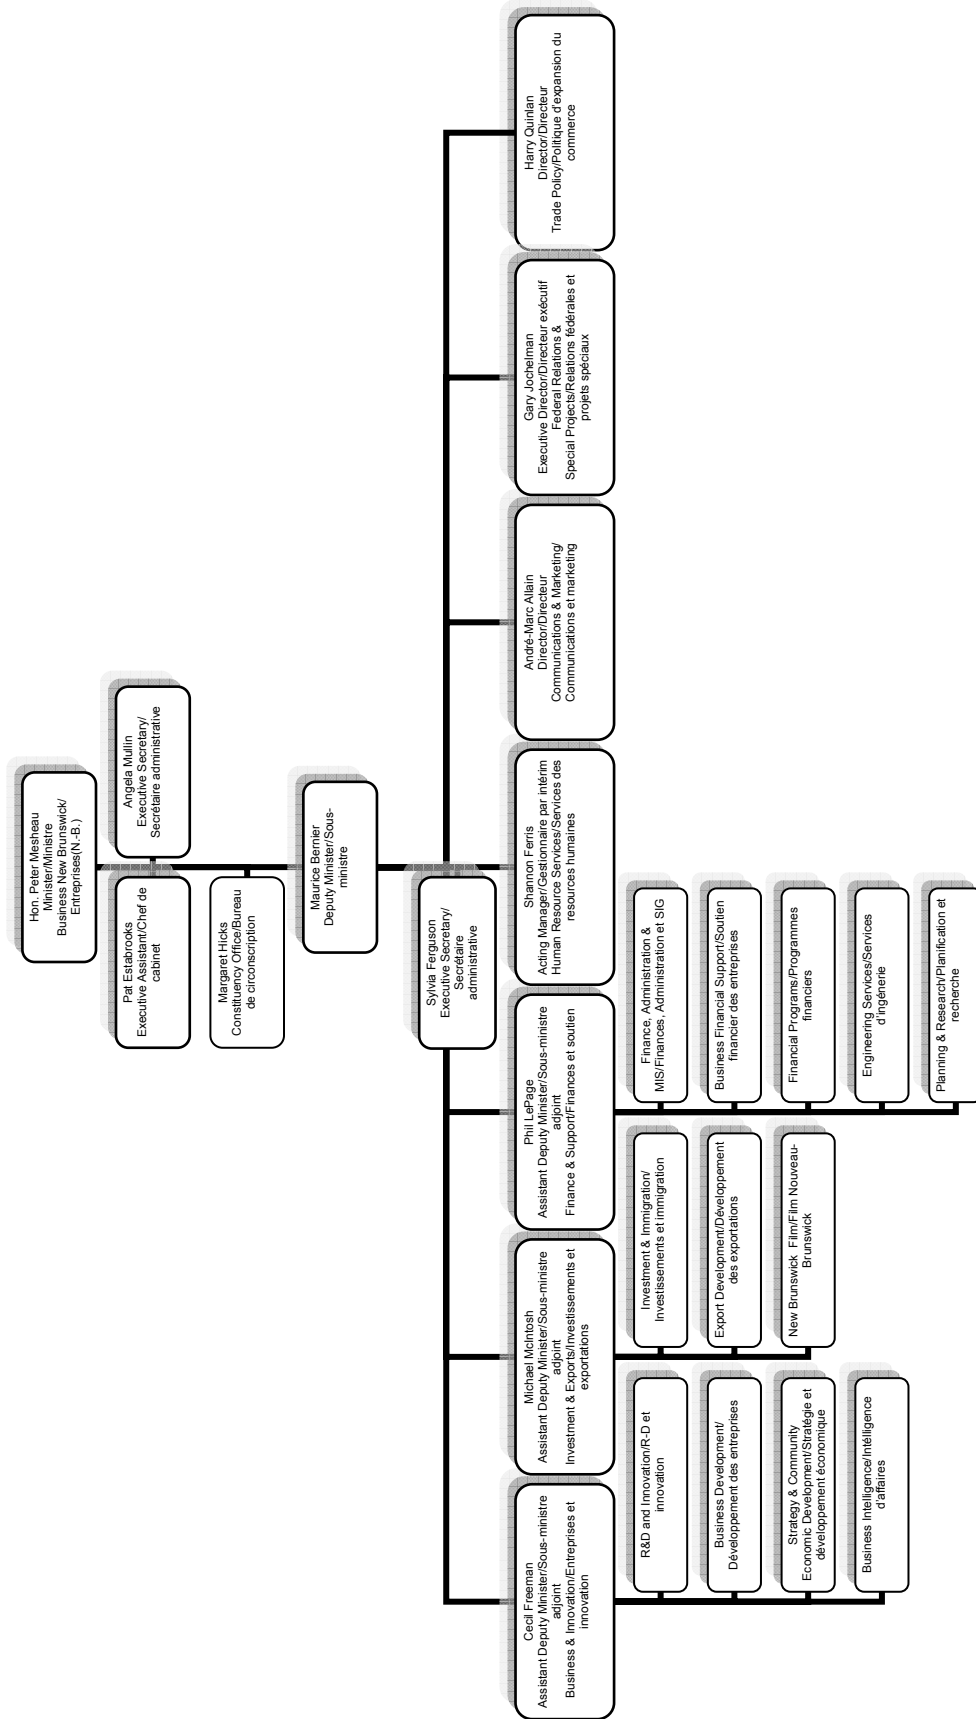 Hon. Peter Mesheau
Minister/Ministre
Business New Brunswick/
Entreprises(N.-B.)
Pat Estabrooks
Executive Assistant/Chef de
cabinet
Angela Mullin
Executive Secretary/
Secrétaire administrative
Margaret Hicks
Constituency Office/Bureau
de circonscription
Maurice Bernier
Deputy Minister/Sous-
ministre
Sylvia Ferguson
Executive Secretary/
Secrétaire
administrative
Cecil Freeman
Assistant Deputy Minister/Sous-ministre
adjoint
Business & Innovation/Entreprises et
innovation
Michael McIntosh
Assistant Deputy Minister/Sous-ministre
adjoint
Investment & Exports/Investissements et
exportations
Phil LePage
Assistant Deputy Minister/Sous-ministre
adjoint
Finance & Support/Finances et soutien
Shannon Ferris
Acting Manager/Gestionnaire par intérim
Human Resource Services/Services des
resources humaines
André-Marc Allain
Director/Directeur
Communications & Marketing/
Communications et marketing
Gary Jochelman
Executive Director/Directeur exécutif
Federal Relations &
Special Projects/Relations fédérales et
projets spéciaux
Harry Quinlan
Director/Directeur
Trade Policy/Politique d'expansion du
commerce
R&D and Innovation/R-D et
innovation
Business Development/
Développement des entreprises
Strategy & Community
Economic Development/Stratégie et
développement économique
Business Intelligence/Intélligence
d'affaires
Investment & Immigration/
Investissements et immigration
Export Development/Développement
des exportations
New Brunswick Film/Film Nouveau-
Brunswick
Finance, Administration &
MIS/Finances, Administration et SIG
Business Financial Support/Soutien
financier des entreprises
Financial Programs/Programmes
financiers
Engineering Services/Services
d'ingénerie
Planning & Research/Planification et
recherche